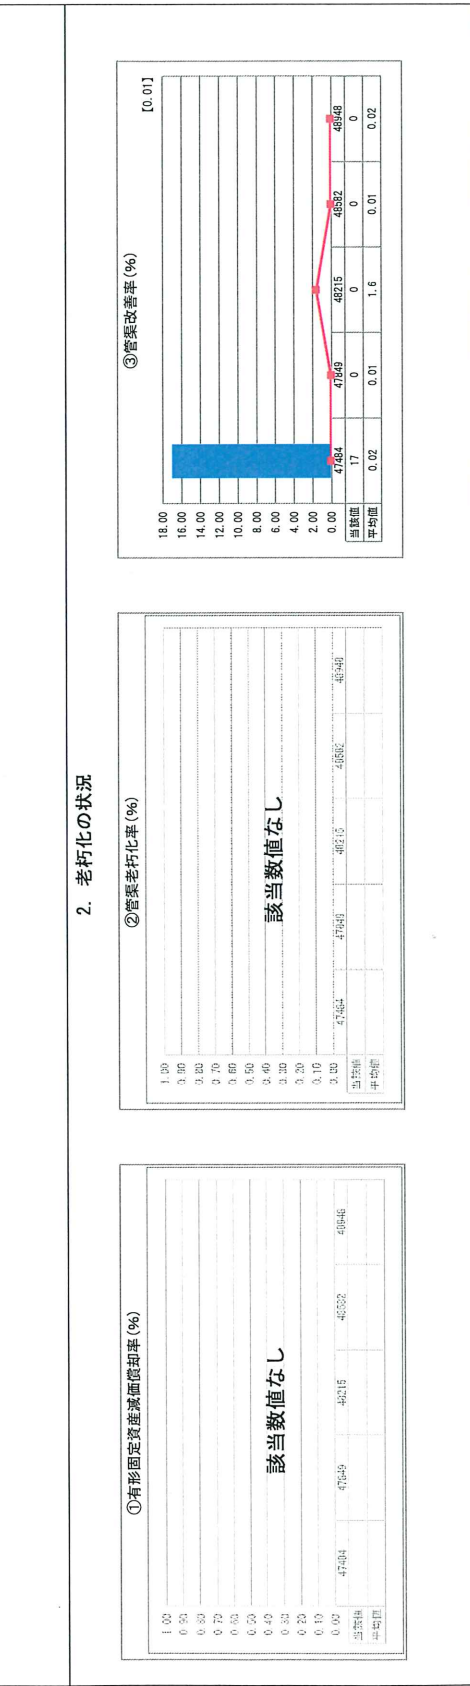 2. 老朽化の状況
①有形固定資産減価償却率(%)
1.00
0.90
0.80
0.70
0.60
0.50
0.40
0.30
0.20
0.10
0.00
47484 47849 48215 48582 48948
当該値
平均値
該当数値なし
②管渠老朽化率(%)
1.00
0.90
0.80
0.70
0.60
0.50
0.40
0.30
0.20
0.10
0.00
47484 47849 48215 48582 48948
当該値
平均値
該当数値なし
③管渠改善率(%)
[0.01]
18.00
16.00
14.00
12.00
10.00
8.00
6.00
4.00
2.00
0.00
47484 47849 48215 48582 48948
当該値 17 0 0 0 0
平均値 0.02 0.01 1.6 0.01 0.02